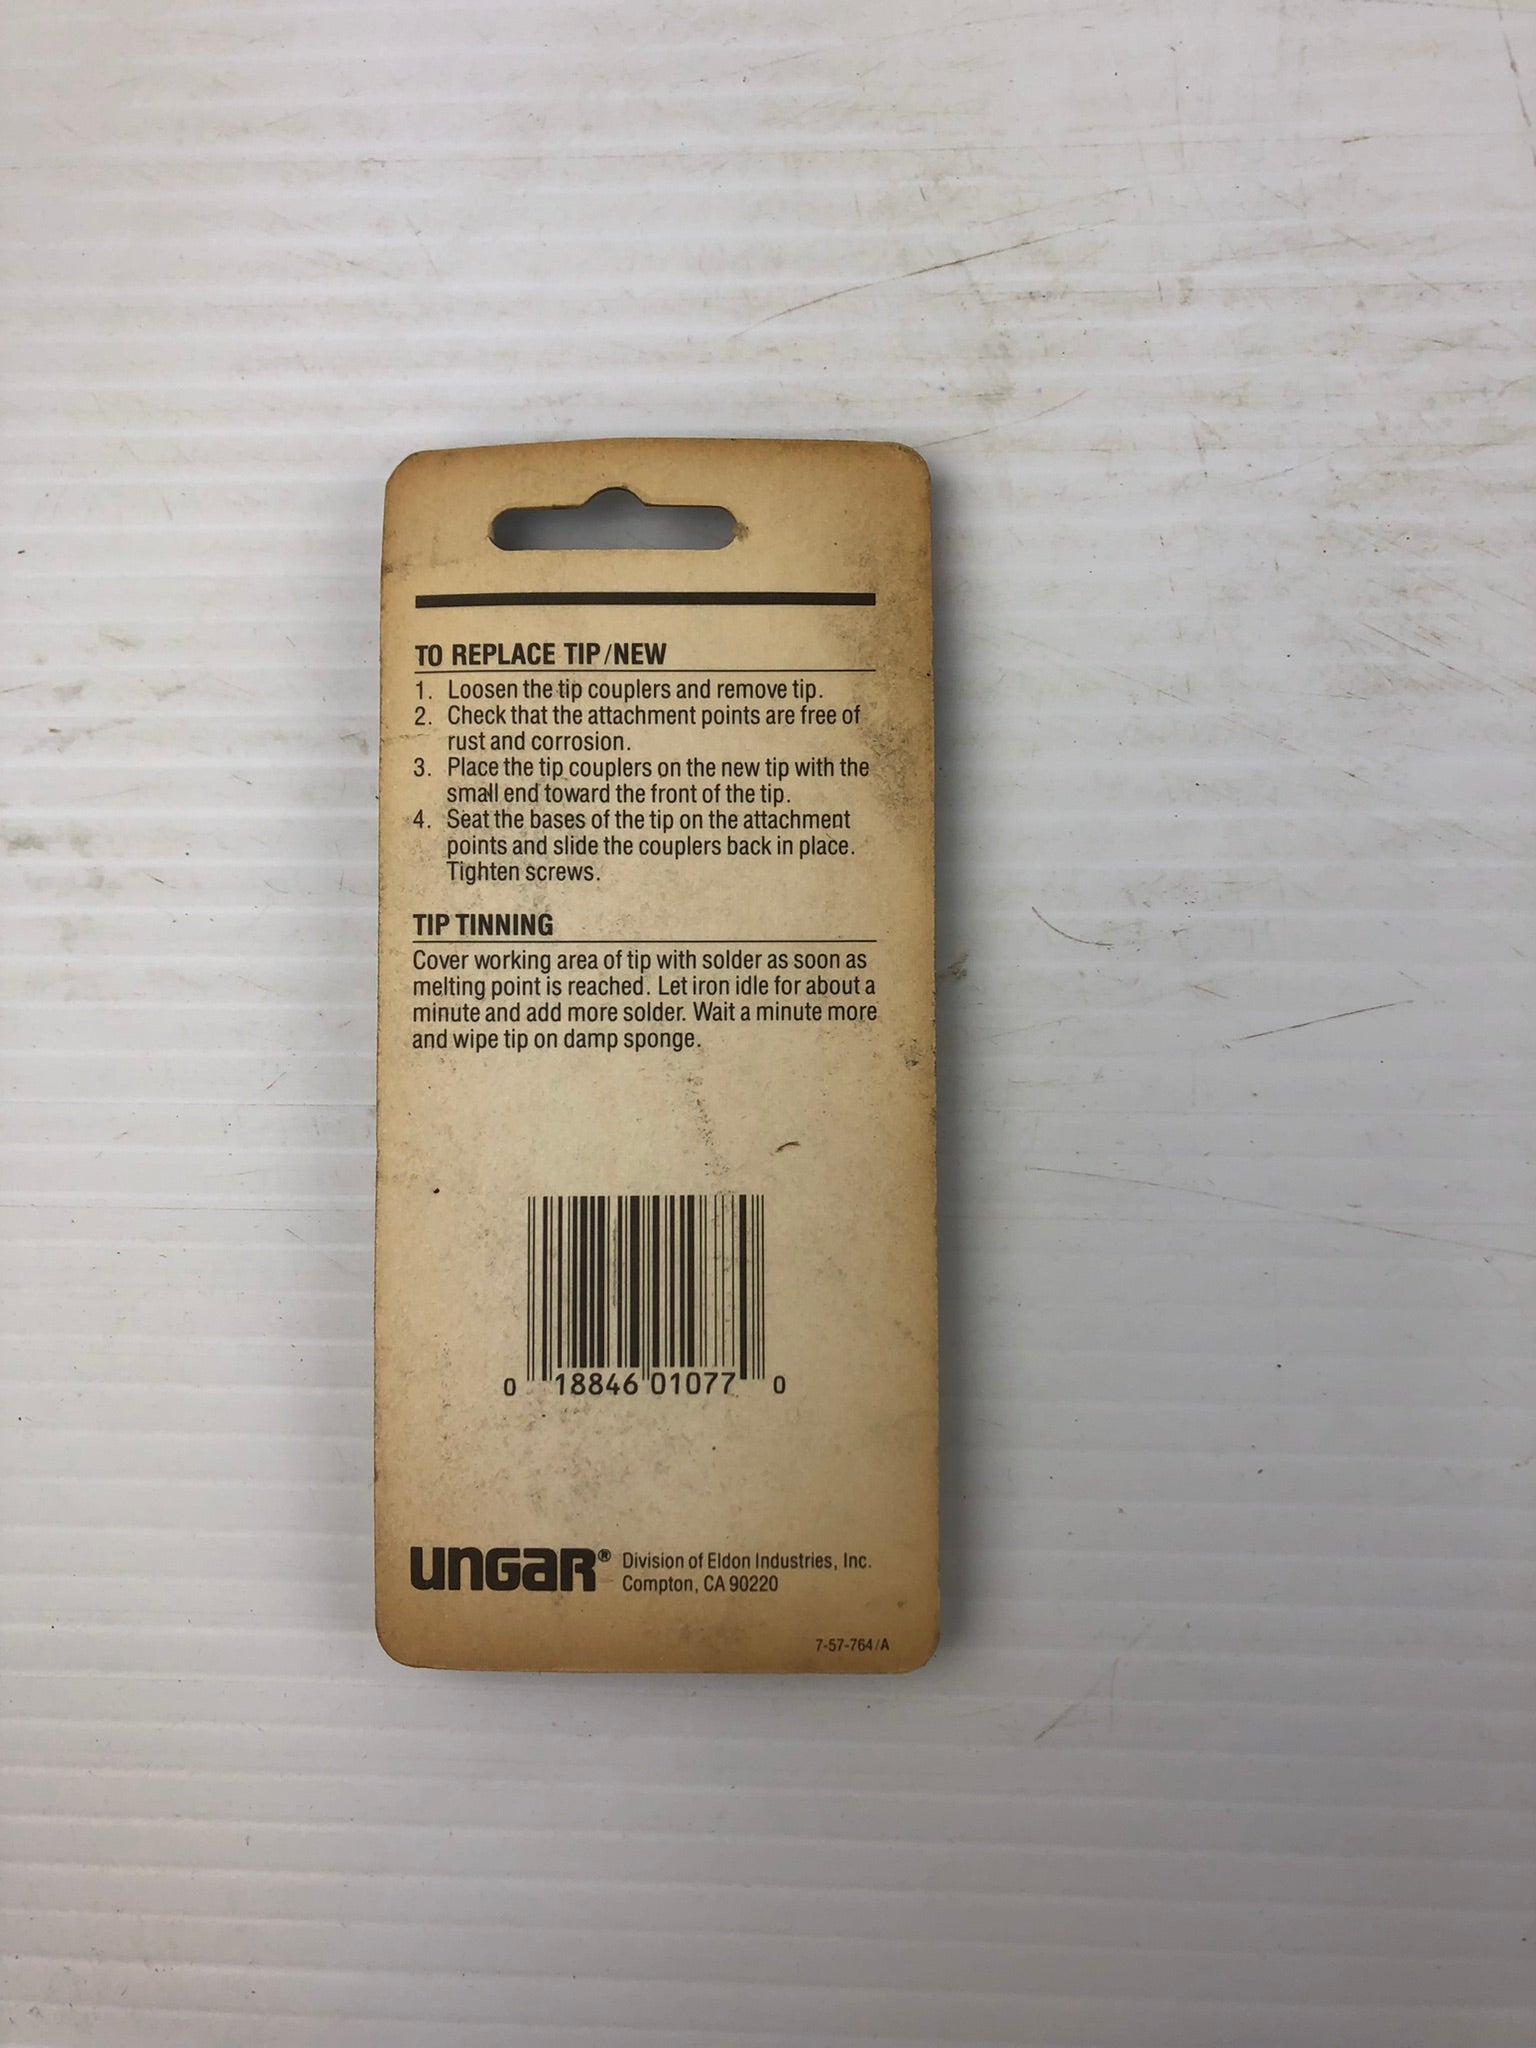 TO REPLACE TIP/NEW
1. Loosen the tip couplers and remove tip.
2. Check that the attachment points are free of
rust and corrosion.
3. Place the tip couplers on the new tip with the
small end toward the front of the tip.
4. Seat the bases of the tip on the attachment
points and slide the couplers back in place.
Tighten screws.
TIP TINNING
Cover working area of tip with solder as soon as
melting point is reached. Let iron idle for about a
minute and add more solder. Wait a minute more
and wipe tip on damp sponge.
0 18846 01077 0
UNGAR® Division of Eldon Industries, Inc.
Compton, CA 90220
7-57-764/A